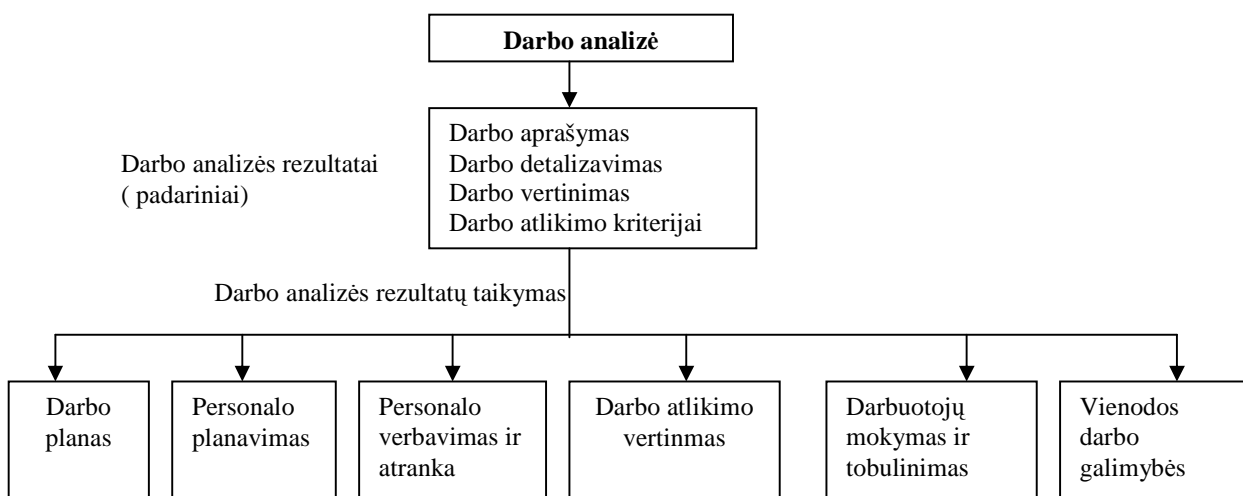 Darbo analizė
Darbo aprašymas
Darbo detalizavimas
Darbo vertinimas
Darbo atlikimo kriterijai
Darbo analizės rezultatai
( padariniai)
Darbo analizės rezultatų taikymas
Darbo
planas
Personalo
planavimas
Personalo
verbavimas ir
atranka
Darbo atlikimo
vertinmas
Darbuotojų
mokymas ir
tobulinimas
Vienodos
darbo
galimybės